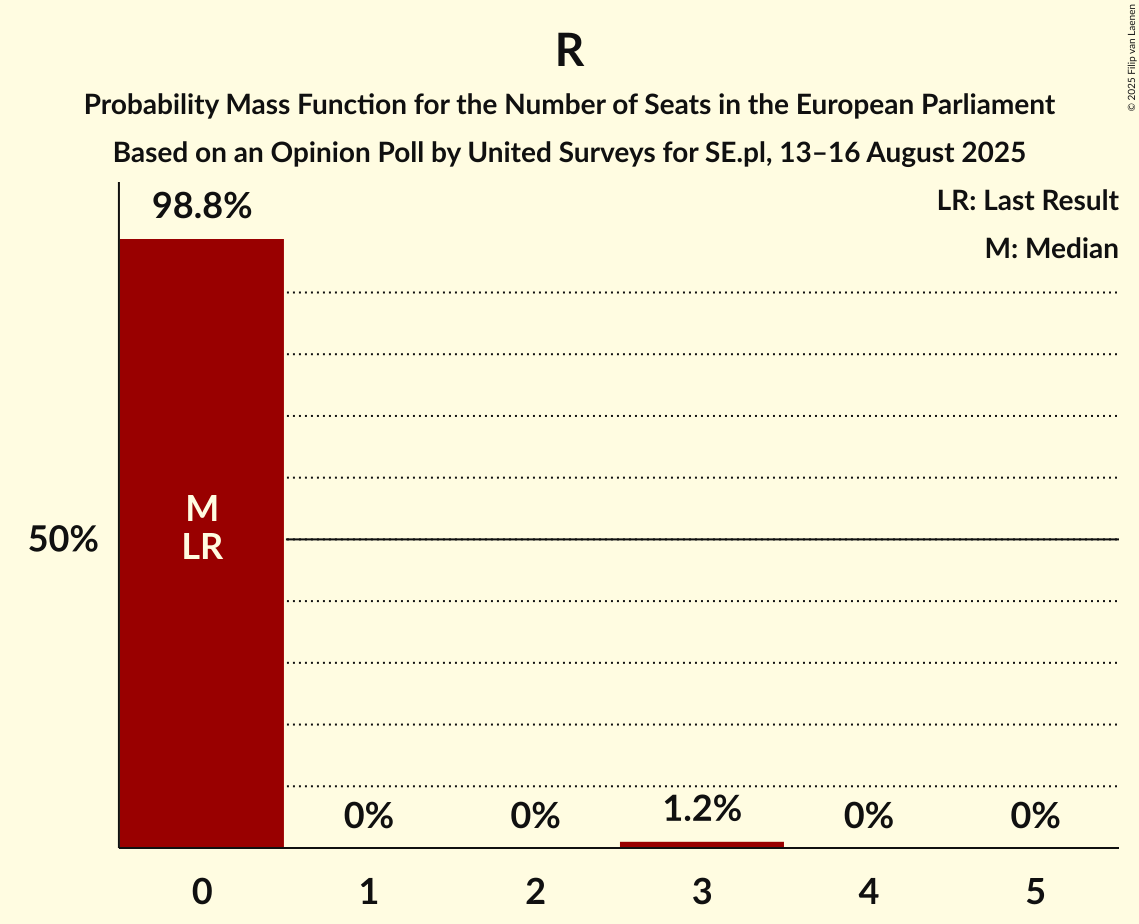 R
Probability Mass Function for the Number of Seats in the European Parliament
Based on an Opinion Poll by United Surveys for SE.pl, 13–16 August 2025
© 2025 Filip van Laenen
LR: Last Result
M: Median
98.8%
M
LR
50%
0%
0%
1.2%
0%
0%
0
1
2
3
4
5